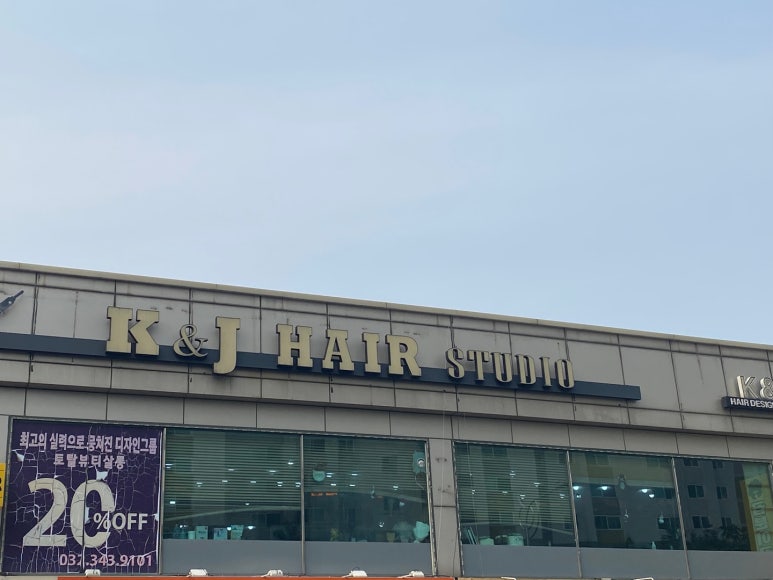 K & J HAIR STUDIO
K&
HAIR DESIG
최고의 실력으로 뭉쳐진 디자인그룹
토탈뷰티살롱
20%OFF
032.343.9101